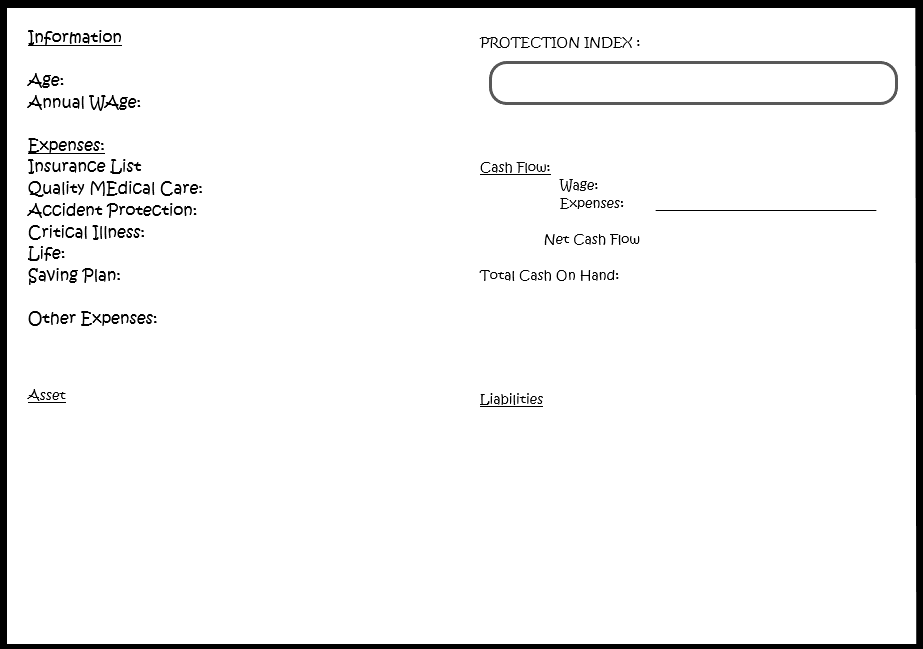 Information
Age:
Annual WAge:
Expenses:
Insurance List
Quality MEdical Care:
Accident Protection:
Critical Illness:
Life:
Saving Plan:
Other Expenses:
Asset
PROTECTION INDEX :
Cash Flow:
Wage:
Expenses:
Net Cash Flow
Total Cash On Hand:
Liabilities